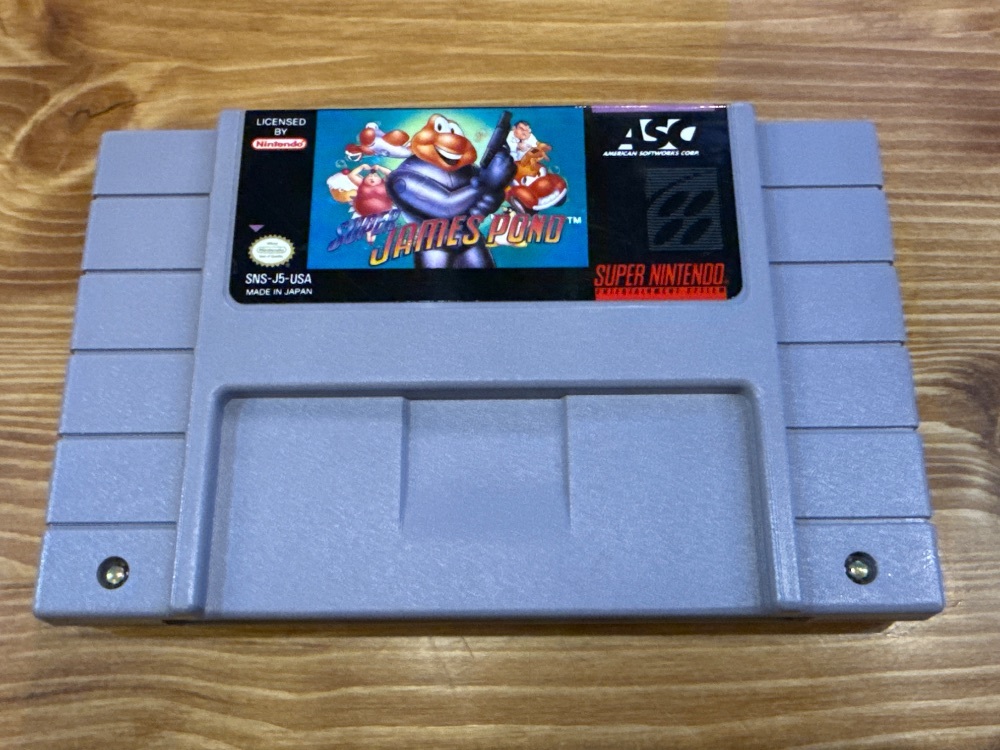 LICENSED
BY
Nintendo
SNS-J5-USA
MADE IN JAPAN
SUPER
JAMES POND™
ASC
AMERICAN SOFTWORKS CORP.
SUPER NINTENDO
ENTERTAINMENT SYSTEM